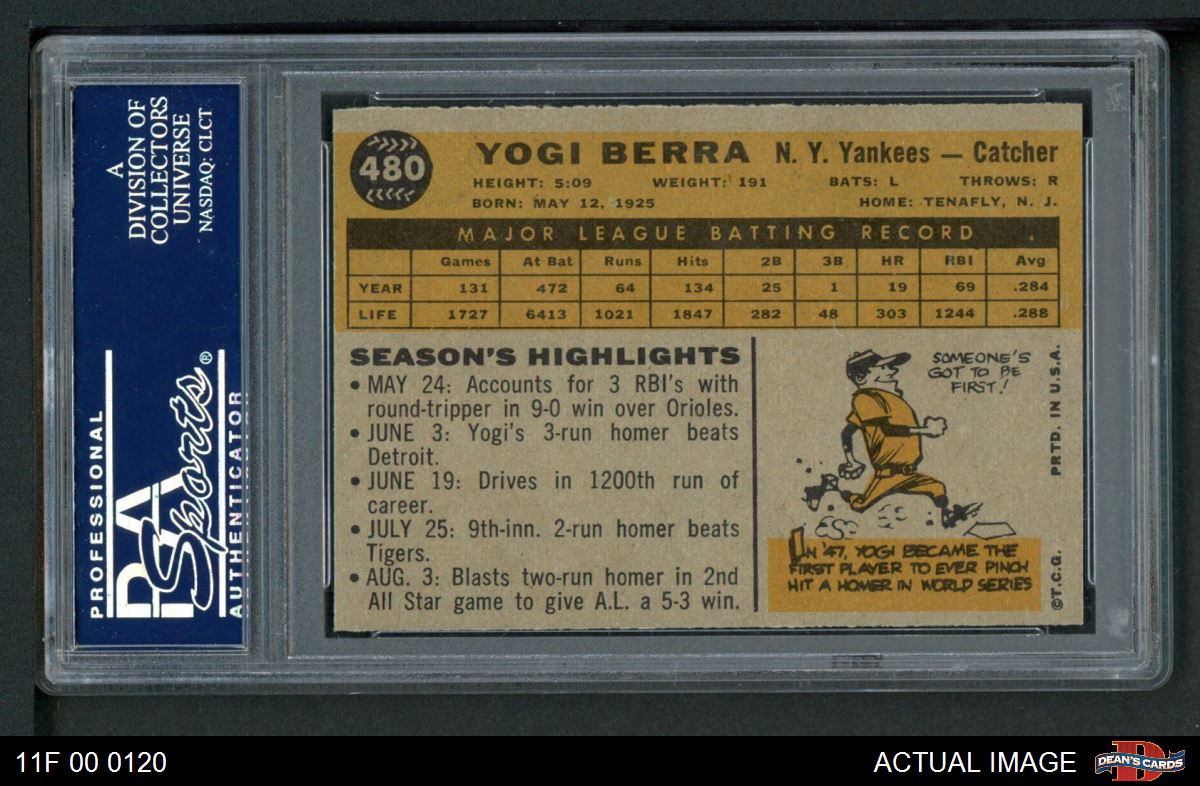 A
DIVISION OF
COLLECTORS
UNIVERSE
NASDAQ: CLCT
PROFESSIONAL
PSA
Sports®
AUTHENTICATOR
480
YOGI BERRA N. Y. Yankees — Catcher
HEIGHT: 5:09 WEIGHT: 191 BATS: L THROWS: R
BORN: MAY 12, 1925 HOME: TENAFLY, N. J.
MAJOR LEAGUE BATTING RECORD
Games At Bat Runs Hits 2B 3B HR RBI Avg
YEAR 131 472 64 134 25 1 19 69 .284
LIFE 1727 6413 1021 1847 282 48 303 1244 .288
SEASON'S HIGHLIGHTS
• MAY 24: Accounts for 3 RBI's with
round-tripper in 9-0 win over Orioles.
• JUNE 3: Yogi's 3-run homer beats
Detroit.
• JUNE 19: Drives in 1200th run of
career.
• JULY 25: 9th-inn. 2-run homer beats
Tigers.
• AUG. 3: Blasts two-run homer in 2nd
All Star game to give A.L. a 5-3 win.
SOMEONE'S
GOT TO BE
FIRST!
IN '47, YOGI BECAME THE
FIRST PLAYER TO EVER PINCH
HIT A HOMER IN WORLD SERIES
©T.C.G. PRTD. IN U.S.A.
11F 00 0120
ACTUAL IMAGE
DEAN'S CARDS